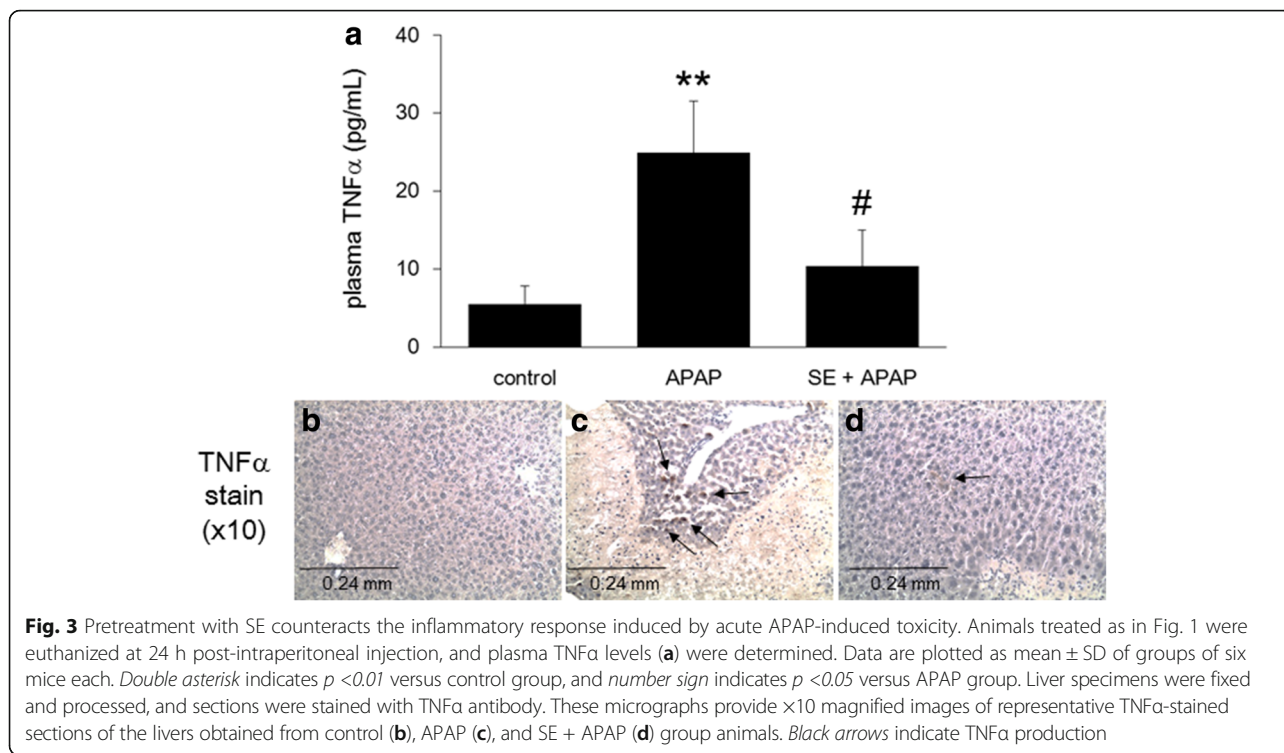 a
40
30
20
10
0
plasma TNFα (pg/mL)
**
#
control APAP SE + APAP
TNFα
stain
(x10)
b c d
0.24 mm 0.24 mm 0.24 mm
Fig. 3 Pretreatment with SE counteracts the inflammatory response induced by acute APAP-induced toxicity. Animals treated as in Fig. 1 were
euthanized at 24 h post-intraperitoneal injection, and plasma TNFα levels (a) were determined. Data are plotted as mean ± SD of groups of six
mice each. Double asterisk indicates p <0.01 versus control group, and number sign indicates p <0.05 versus APAP group. Liver specimens were fixed
and processed, and sections were stained with TNFα antibody. These micrographs provide ×10 magnified images of representative TNFα-stained
sections of the livers obtained from control (b), APAP (c), and SE + APAP (d) group animals. Black arrows indicate TNFα production